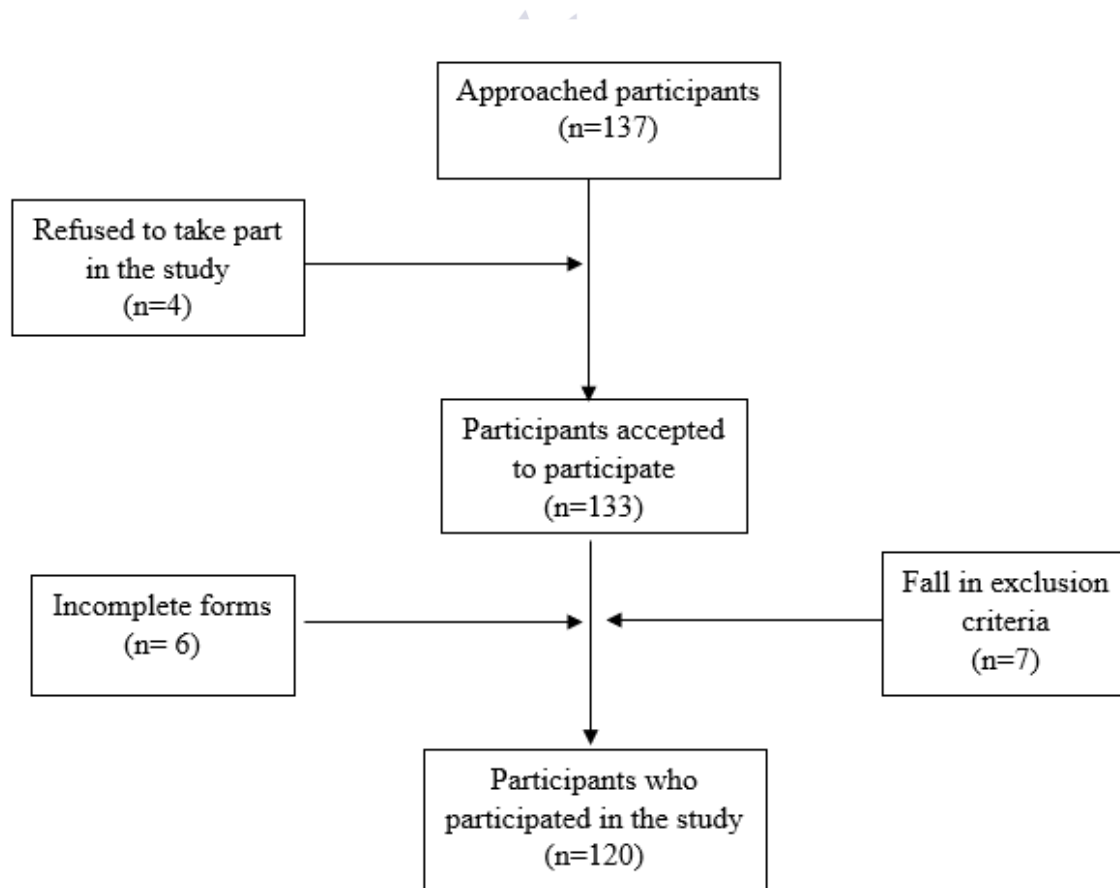 Approached participants
(n=137)
Refused to take part
in the study
(n=4)
Participants accepted
to participate
(n=133)
Incomplete forms
(n= 6)
Fall in exclusion
criteria
(n=7)
Participants who
participated in the study
(n=120)